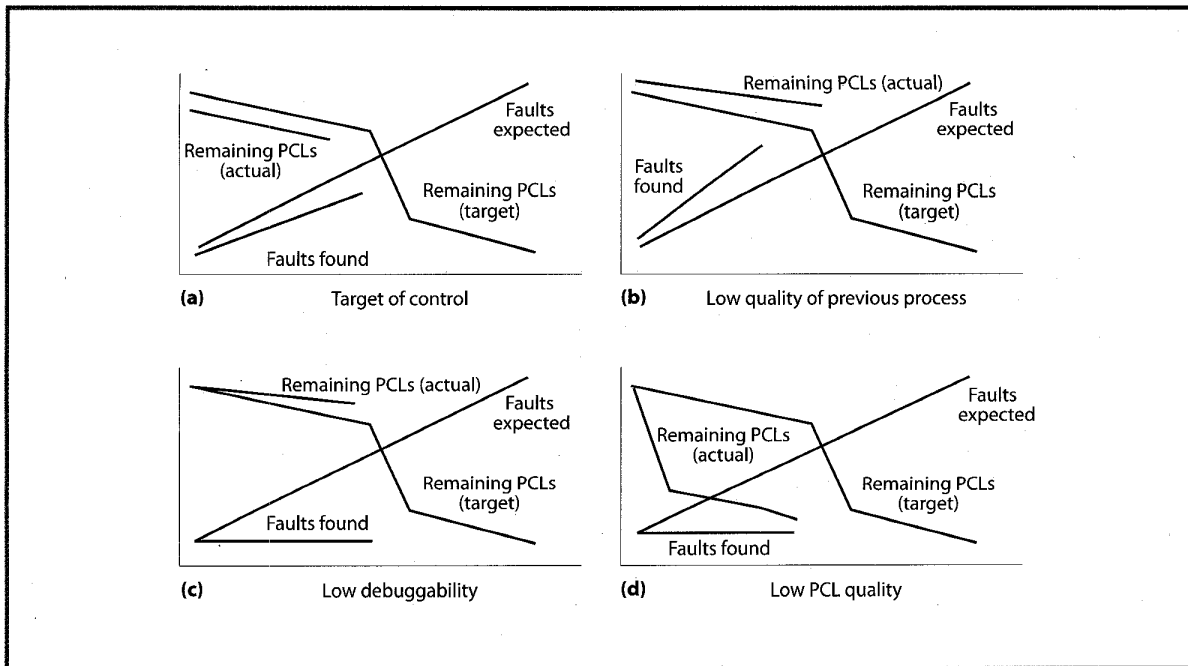 Remaining PCLs
(actual)
Faults
expected
Remaining PCLs
(target)
Faults found
(a) Target of control
Remaining PCLs (actual)
Faults
expected
Faults
found
Remaining PCLs
(target)
(b) Low quality of previous process
Remaining PCLs (actual)
Faults
expected
Remaining PCLs
(target)
Faults found
(c) Low debuggability
Remaining PCLs
(actual)
Faults
expected
Remaining PCLs
(target)
Faults found
(d) Low PCL quality